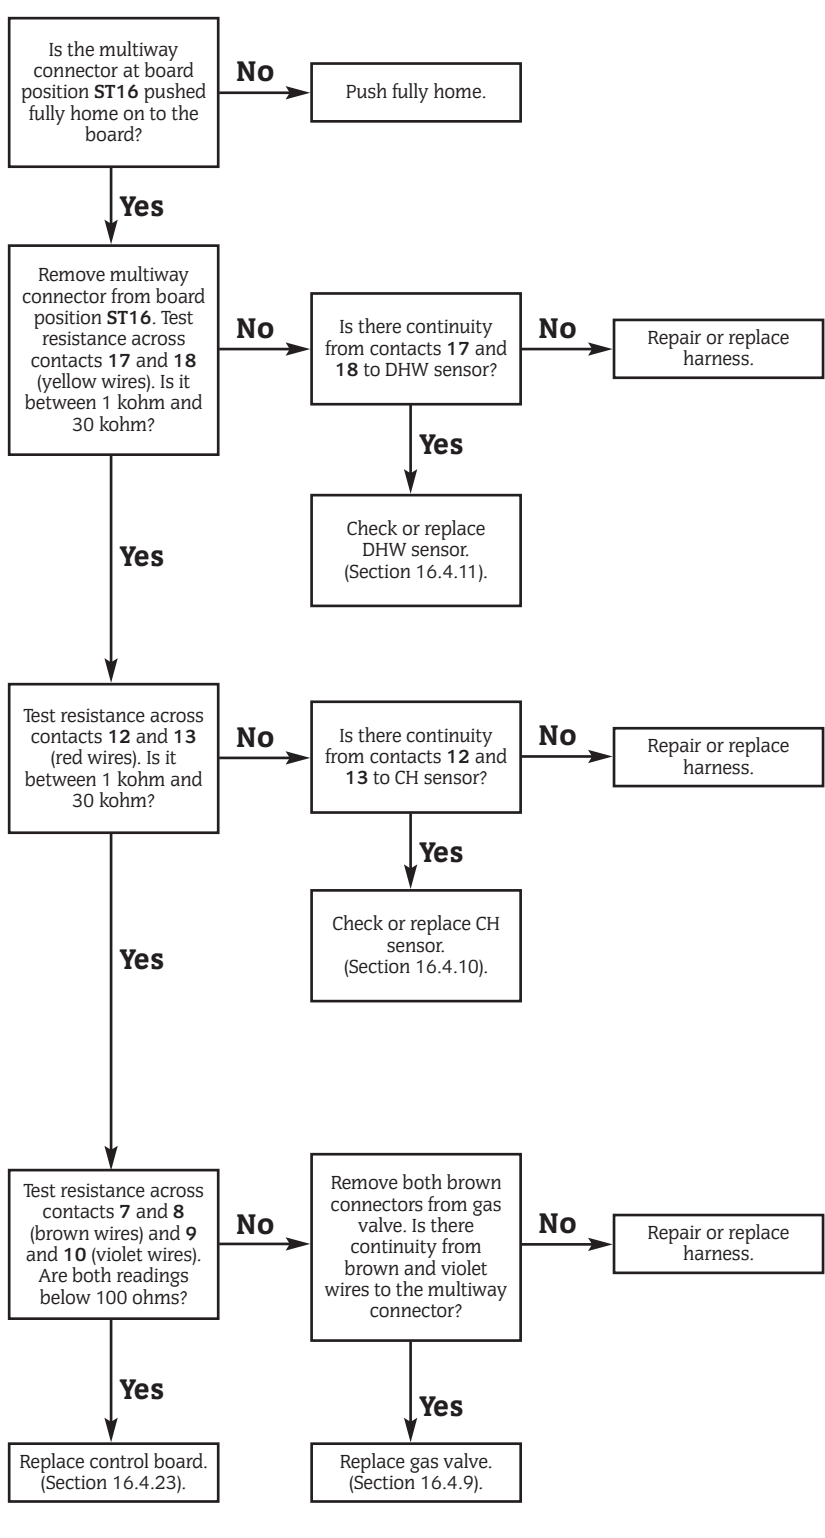 Is the multiway
connector at board
position ST16 pushed
fully home on to the
board?
No
Push fully home.
Yes
Remove multiway
connector from board
position ST16. Test
resistance across
contacts 17 and 18
(yellow wires). Is it
between 1 kohm and
30 kohm?
No
Is there continuity
from contacts 17 and
18 to DHW sensor?
No
Repair or replace
harness.
Yes
Check or replace
DHW sensor.
(Section 16.4.11).
Yes
Test resistance across
contacts 12 and 13
(red wires). Is it
between 1 kohm and
30 kohm?
No
Is there continuity
from contacts 12 and
13 to CH sensor?
No
Repair or replace
harness.
Yes
Check or replace CH
sensor.
(Section 16.4.10).
Yes
Test resistance across
contacts 7 and 8
(brown wires) and 9
and 10 (violet wires).
Are both readings
below 100 ohms?
No
Remove both brown
connectors from gas
valve. Is there
continuity from
brown and violet
wires to the multiway
connector?
No
Repair or replace
harness.
Yes
Replace control board.
(Section 16.4.23).
Yes
Replace gas valve.
(Section 16.4.9).